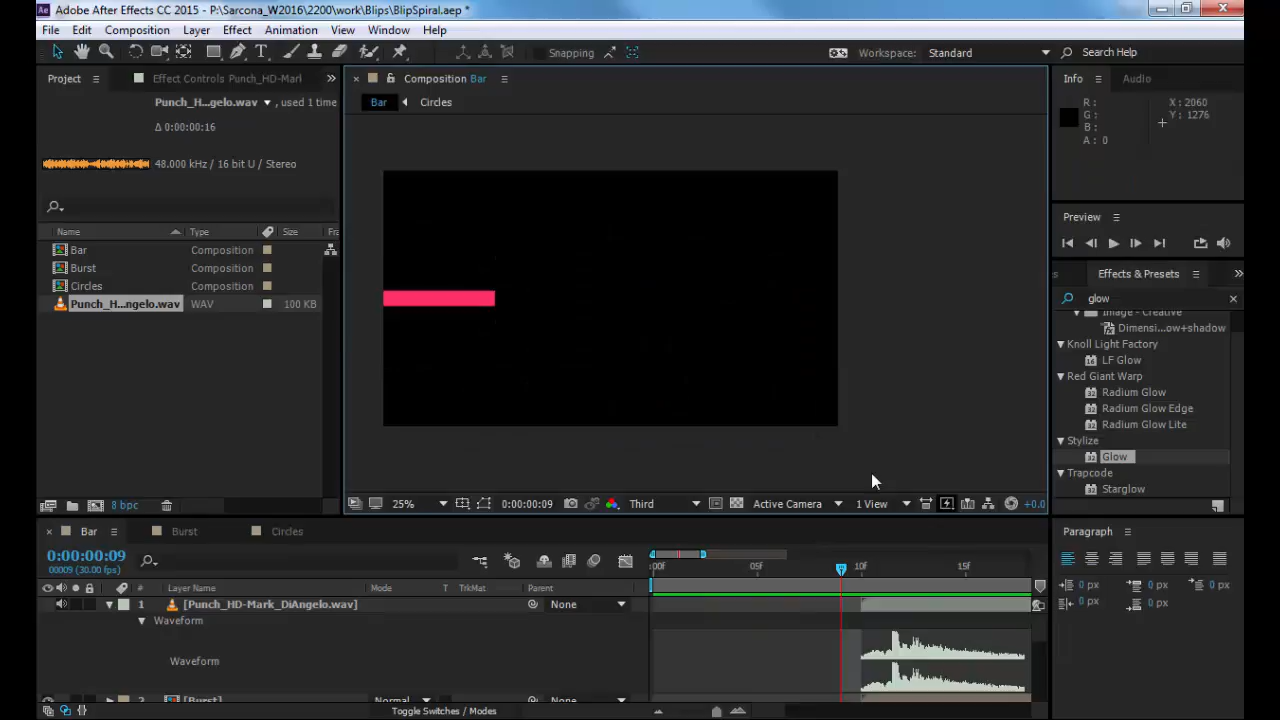 Adobe After Effects CC 2015 - P:\Sarcona_W2016\2200\work\Blips\BlipSpiral.aep *
File Edit Composition Layer Effect Animation View Window Help
Snapping Workspace: Standard Search Help
Project Effect Controls Punch_HD-Mark Composition Bar Info Audio
Punch_H...gelo.wav , used 1 time
Bar Circles
R: X: 2060
G: Y: 1276
B:
A: 0
Δ 0:00:00:16
48.000 kHz / 16 bit U / Stereo
Preview
Name Type Size Fra
Bar Composition
Burst Composition
Circles Composition
Punch_H...ngelo.wav WAV 100 KB
Effects & Presets
glow
Image - Creative
Dimensi...ow+shadow
Knoll Light Factory
LF Glow
Red Giant Warp
Radium Glow
Radium Glow Edge
Radium Glow Lite
Stylize
Glow
Trapcode
Starglow
8 bpc 25% 0:00:00:09 Third Active Camera 1 View +0.0
Bar Burst Circles Paragraph
0:00:00:09
00009 (30.00 fps)
:00F 05F 10F 15F
# Layer Name Mode T TrkMat Parent
1 [Punch_HD-Mark_DiAngelo.wav] None
Waveform
Waveform
2 [Burst] Normal None
0 px 0 px 0 px
0 px 0 px
Toggle Switches / Modes